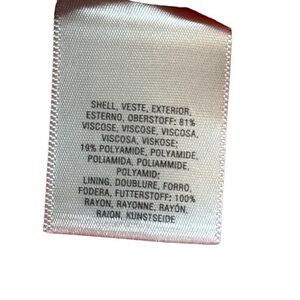 SHELL, VESTE, EXTERIOR,
ESTERNO, OBERSTOFF: 81%
VISCOSE, VISCOSE, VISCOSA,
VISCOSA, VISKOSE;
19% POLYAMIDE, POLYAMIDE,
POLIAMIDA, POLIAMMIDE,
POLYAMID;
LINING, DOUBLURE, FORRO,
FODERA, FUTTERSTOFF: 100%
RAYON, RAYONNE, RAYÓN,
RAION, KUNSTSEIDE